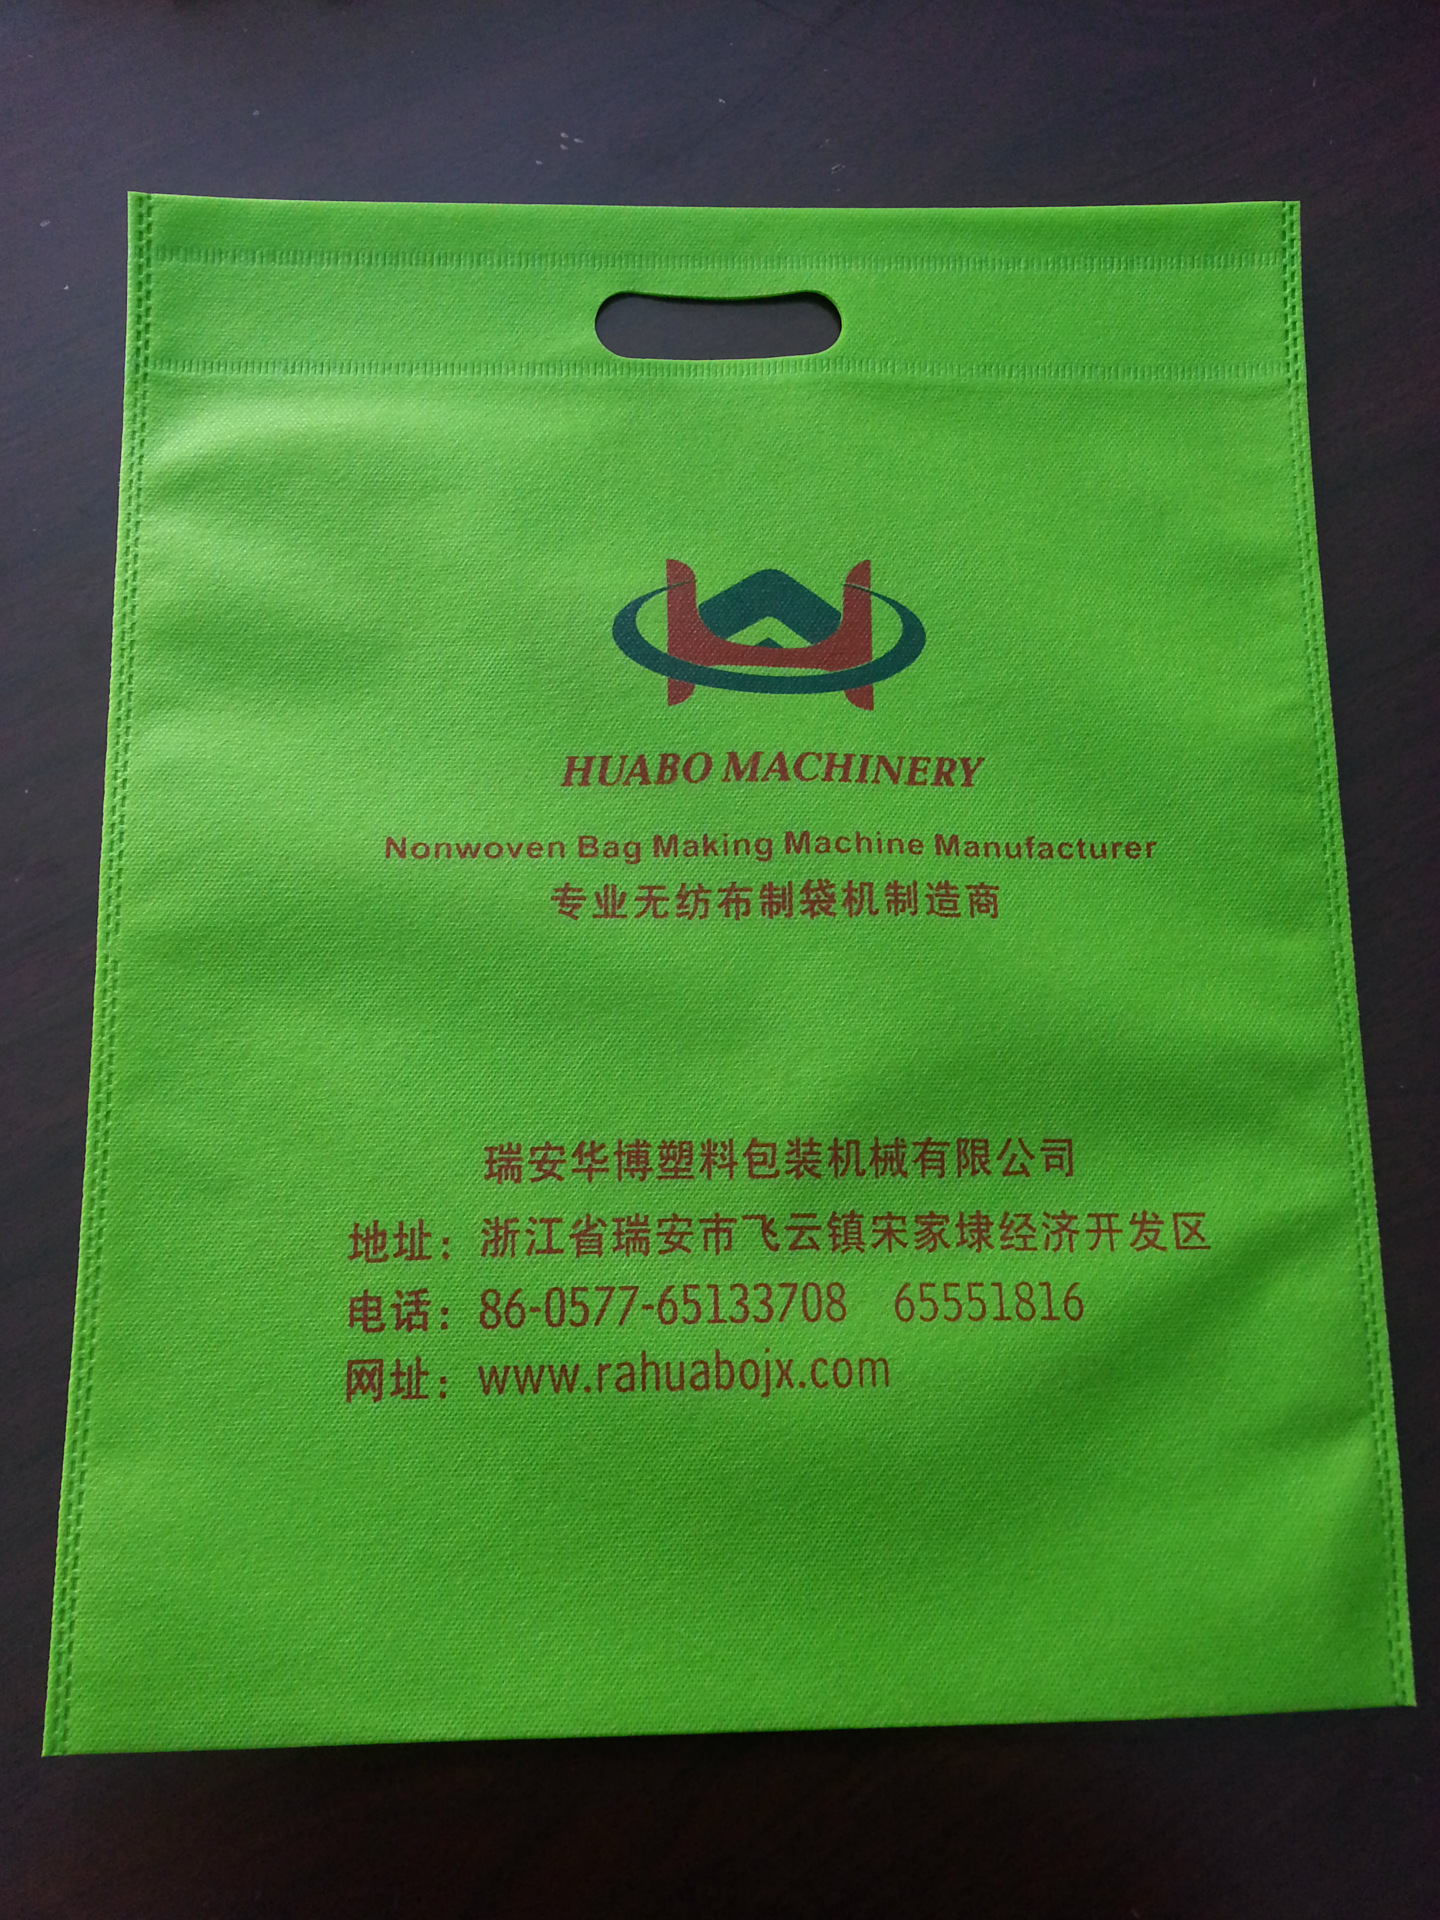 HUABO MACHINERY
Nonwoven Bag Making Machine Manufacturer
专业无纺布制袋机制造商
瑞安华博塑料包装机械有限公司
地址：浙江省瑞安市飞云镇宋家埭经济开发区
电话：86-0577-65133708 65551816
网址：www.rahuabojx.com